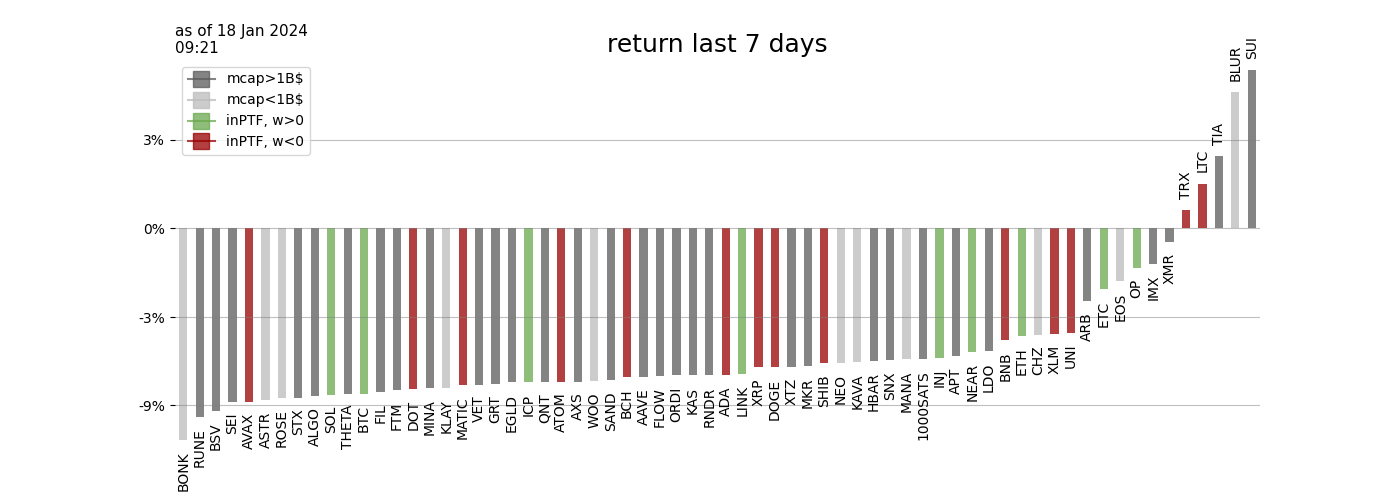 as of 18 Jan 2024
09:21
return last 7 days
mcap>1B$
mcap<1B$
inPTF, w>0
inPTF, w<0
3%
0%
-3%
-9%
BONK
RUNE
BSV
SEI
AVAX
ASTR
ROSE
STX
ALGO
SOL
THETA
BTC
FIL
FTM
DOT
MINA
KLAY
MATIC
VET
GRT
EGLD
ICP
QNT
ATOM
AXS
WOO
SAND
BCH
AAVE
FLOW
ORDI
KAS
RNDR
ADA
LINK
XRP
DOGE
XTZ
MKR
SHIB
NEO
KAVA
HBAR
SNX
MANA
1000SATS
INJ
APT
NEAR
LDO
BNB
ETH
CHZ
XLM
UNI
ARB
ETC
EOS
OP
IMX
XMR
TRX
LTC
TIA
BLUR
SUI